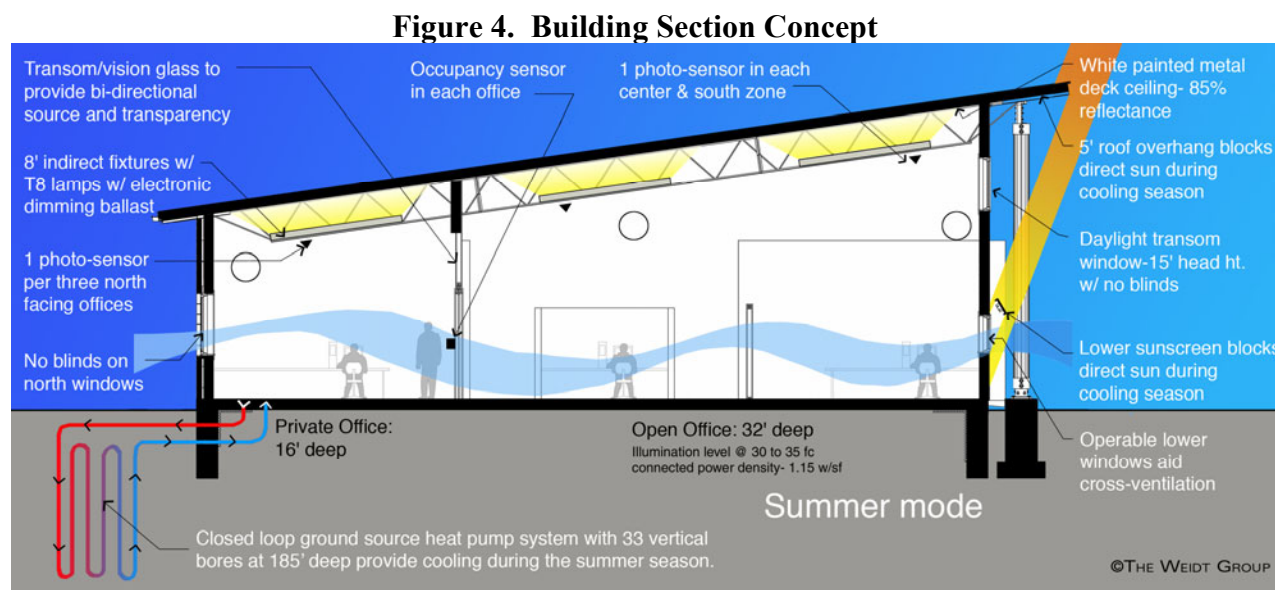 Figure 4. Building Section Concept
Transom/vision glass to
provide bi-directional
source and transparency
Occupancy sensor
in each office
1 photo-sensor in each
center & south zone
White painted metal
deck ceiling- 85%
reflectance
8' indirect fixtures w/
T8 lamps w/ electronic
dimming ballast
5' roof overhang blocks
direct sun during
cooling season
1 photo-sensor
per three north
facing offices
Daylight transom
window-15' head ht.
w/ no blinds
No blinds on
north windows
Lower sunscreen blocks
direct sun during
cooling season
Private Office:
16' deep
Open Office: 32' deep
Illumination level @ 30 to 35 fc
connected power density- 1.15 w/sf
Operable lower
windows aid
cross-ventilation
Summer mode
Closed loop ground source heat pump system with 33 vertical
bores at 185' deep provide cooling during the summer season.
©THE WEIDT GROUP